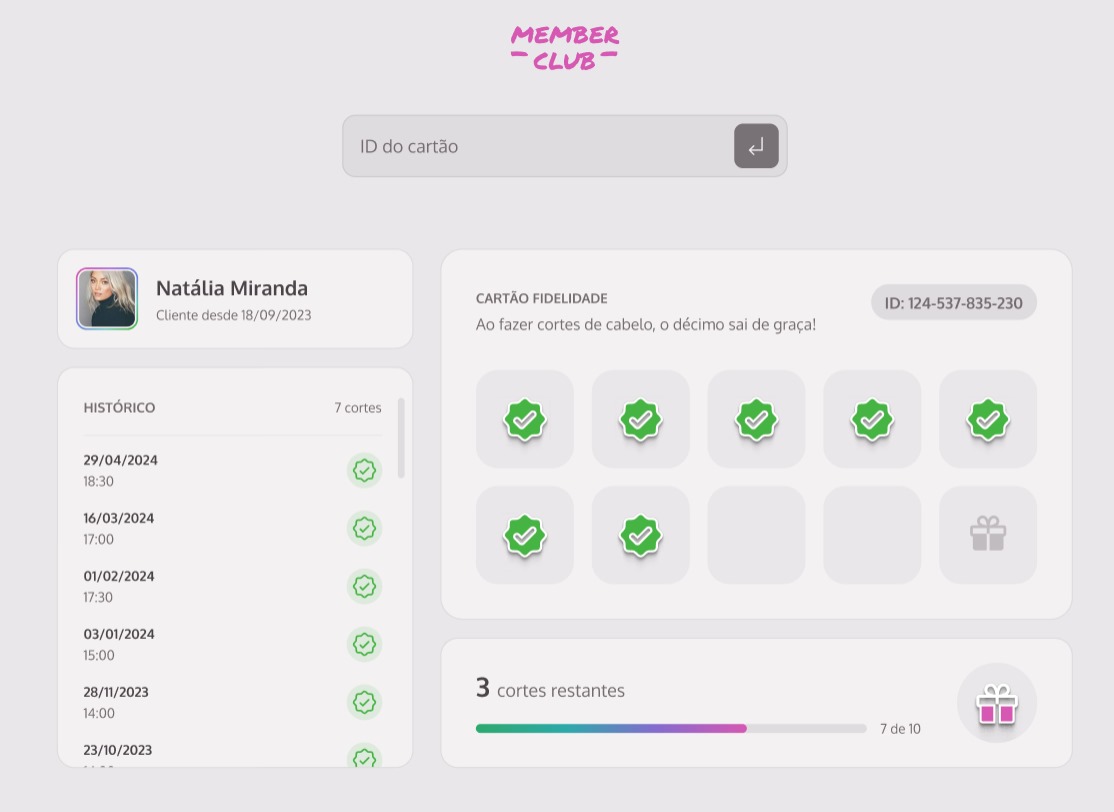 MEMBER
CLUB
ID do cartão
Natália Miranda
Cliente desde 18/09/2023
HISTÓRICO
7 cortes
29/04/2024
18:30
16/03/2024
17:00
01/02/2024
17:30
03/01/2024
15:00
28/11/2023
14:00
23/10/2023
CARTÃO FIDELIDADE
ID: 124-537-835-230
Ao fazer cortes de cabelo, o décimo sai de graça!
3 cortes restantes
7 de 10